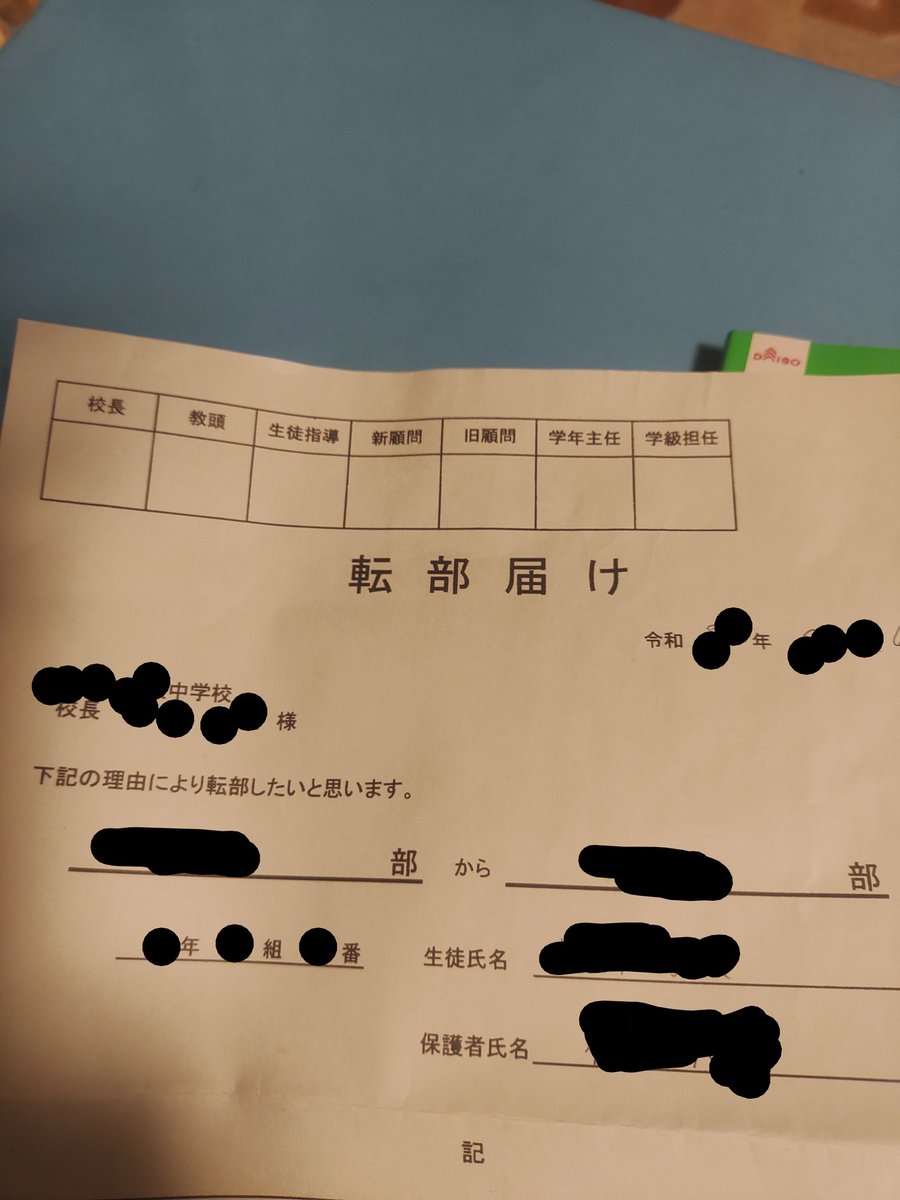 DAISO
校長 教頭 生徒指導 新顧問 旧顧問 学年主任 学級担任
転部届け
令和 年
中学校
校長 様
下記の理由により転部したいと思います。
部 から 部
年 組 番 生徒氏名
保護者氏名
記